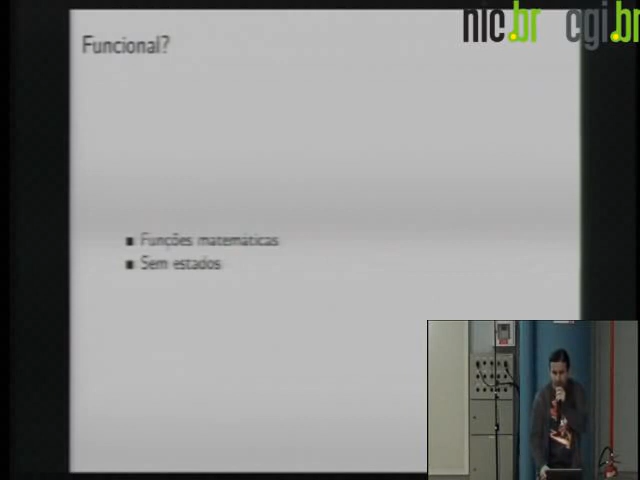 nic.br cgi.br
Funcional?
Funções matemáticas
Sem estados